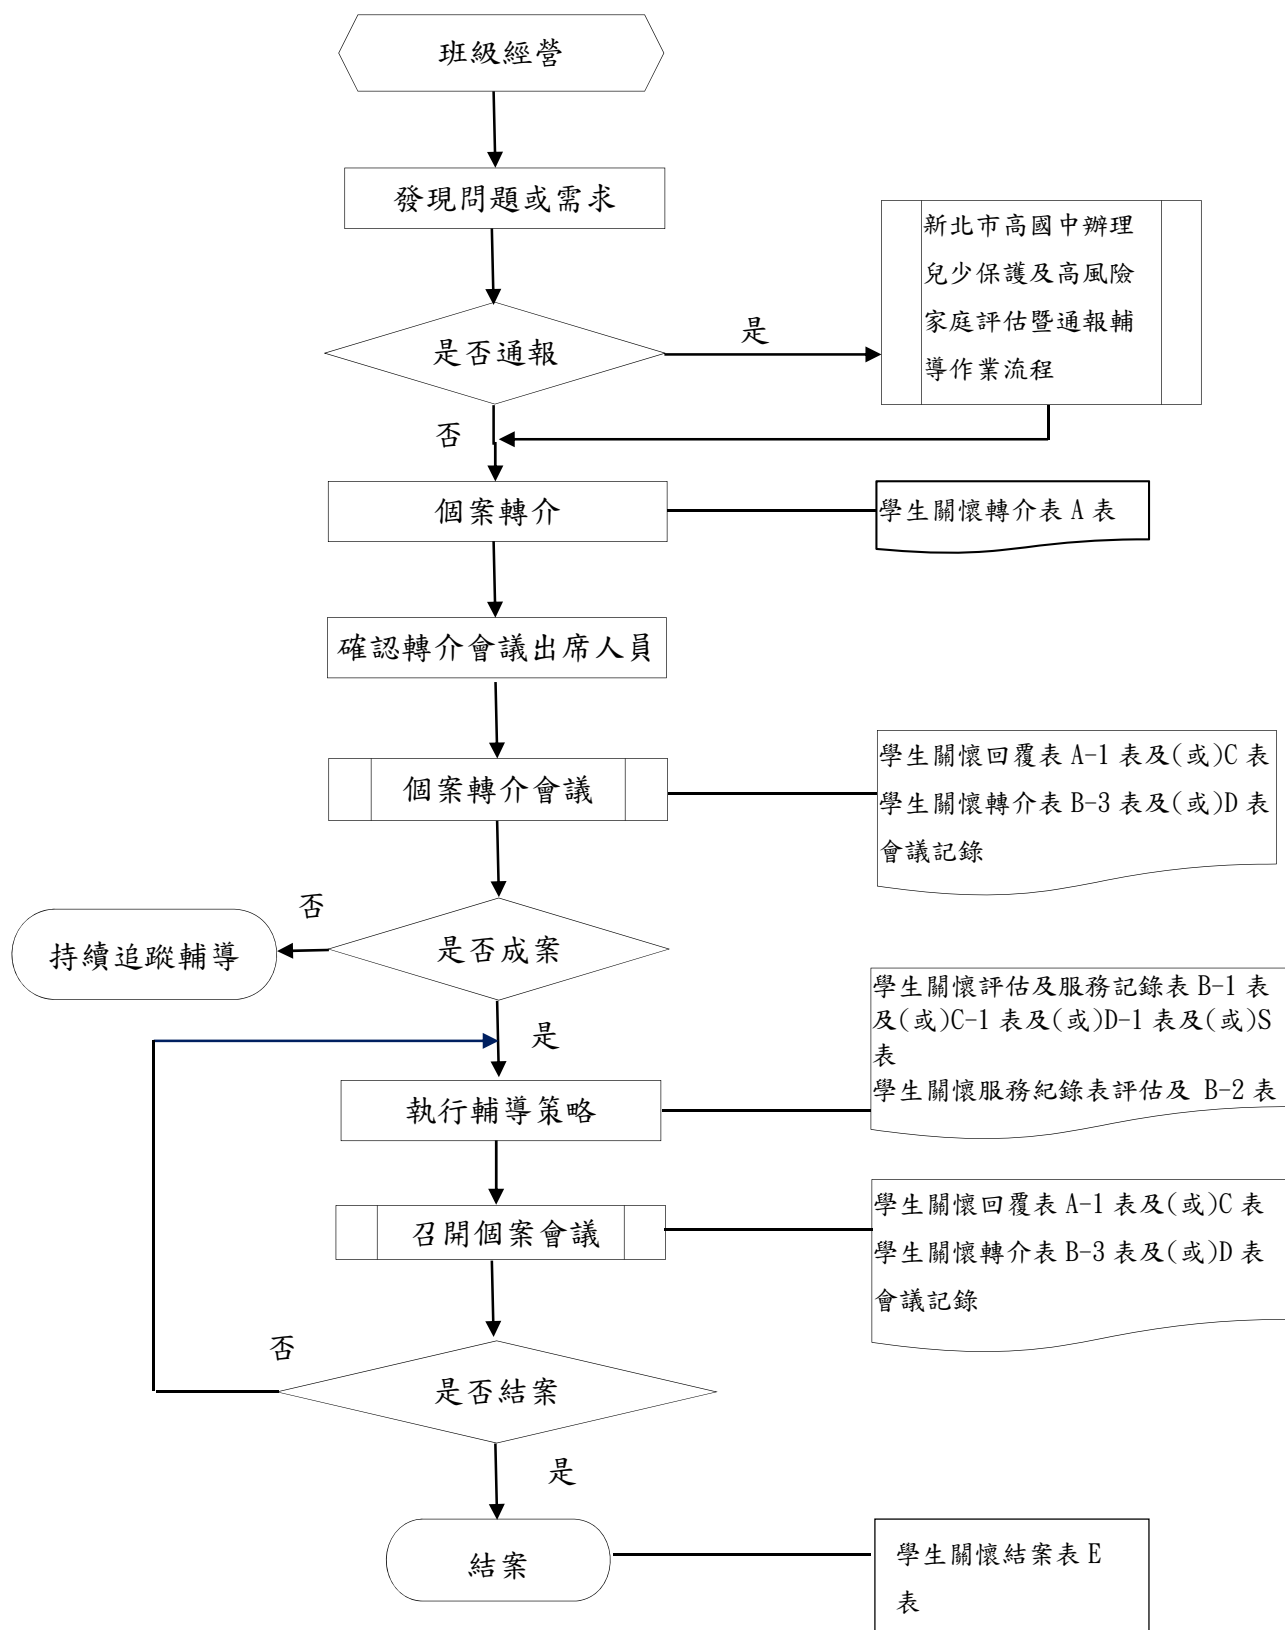 班級經營
發現問題或需求
新北市高國中辦理
兒少保護及高風險
家庭評估暨通報輔
導作業流程
是否通報
是
否
個案轉介
學生關懷轉介表 A 表
確認轉介會議出席人員
個案轉介會議
學生關懷回覆表 A-1 表及(或)C 表
學生關懷轉介表 B-3 表及(或)D 表
會議記錄
否
是否成案
持續追蹤輔導
是
學生關懷評估及服務記錄表 B-1 表
及(或)C-1 表及(或)D-1 表及(或)S
表
學生關懷服務紀錄表評估及 B-2 表
執行輔導策略
召開個案會議
學生關懷回覆表 A-1 表及(或)C 表
學生關懷轉介表 B-3 表及(或)D 表
會議記錄
否
是否結案
是
結案
學生關懷結案表 E
表